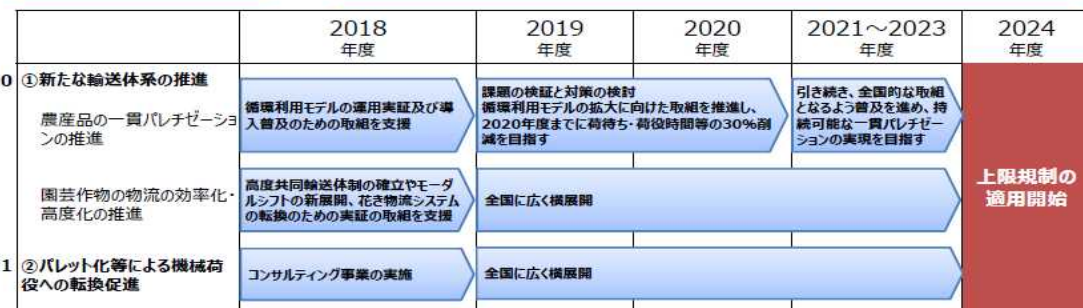 2018
年度
2019
年度
2020
年度
2021～2023
年度
2024
年度
0 ①新たな輸送体系の推進
農産品の一貫パレチゼーショ
ンの推進
循環利用モデルの運用実証及び導
入普及のための取組を支援
課題の検証と対策の検討
循環利用モデルの拡大に向けた取組を推進し、
2020年度までに荷待ち・荷役時間等の30%削
減を目指す
引き続き、全国的な取組
となるよう普及を進め、持
続可能な一貫パレチゼー
ションの実現を目指す
園芸作物の物流の効率化・
高度化の推進
高度共同輸送体制の確立やモーダ
ルシフトの新展開、花き物流システム
の転換のための実証の取組を支援
全国に広く横展開
1 ②パレット化等による機械荷
役への転換促進
コンサルティング事業の実施
全国に広く横展開
上限規制の
適用開始